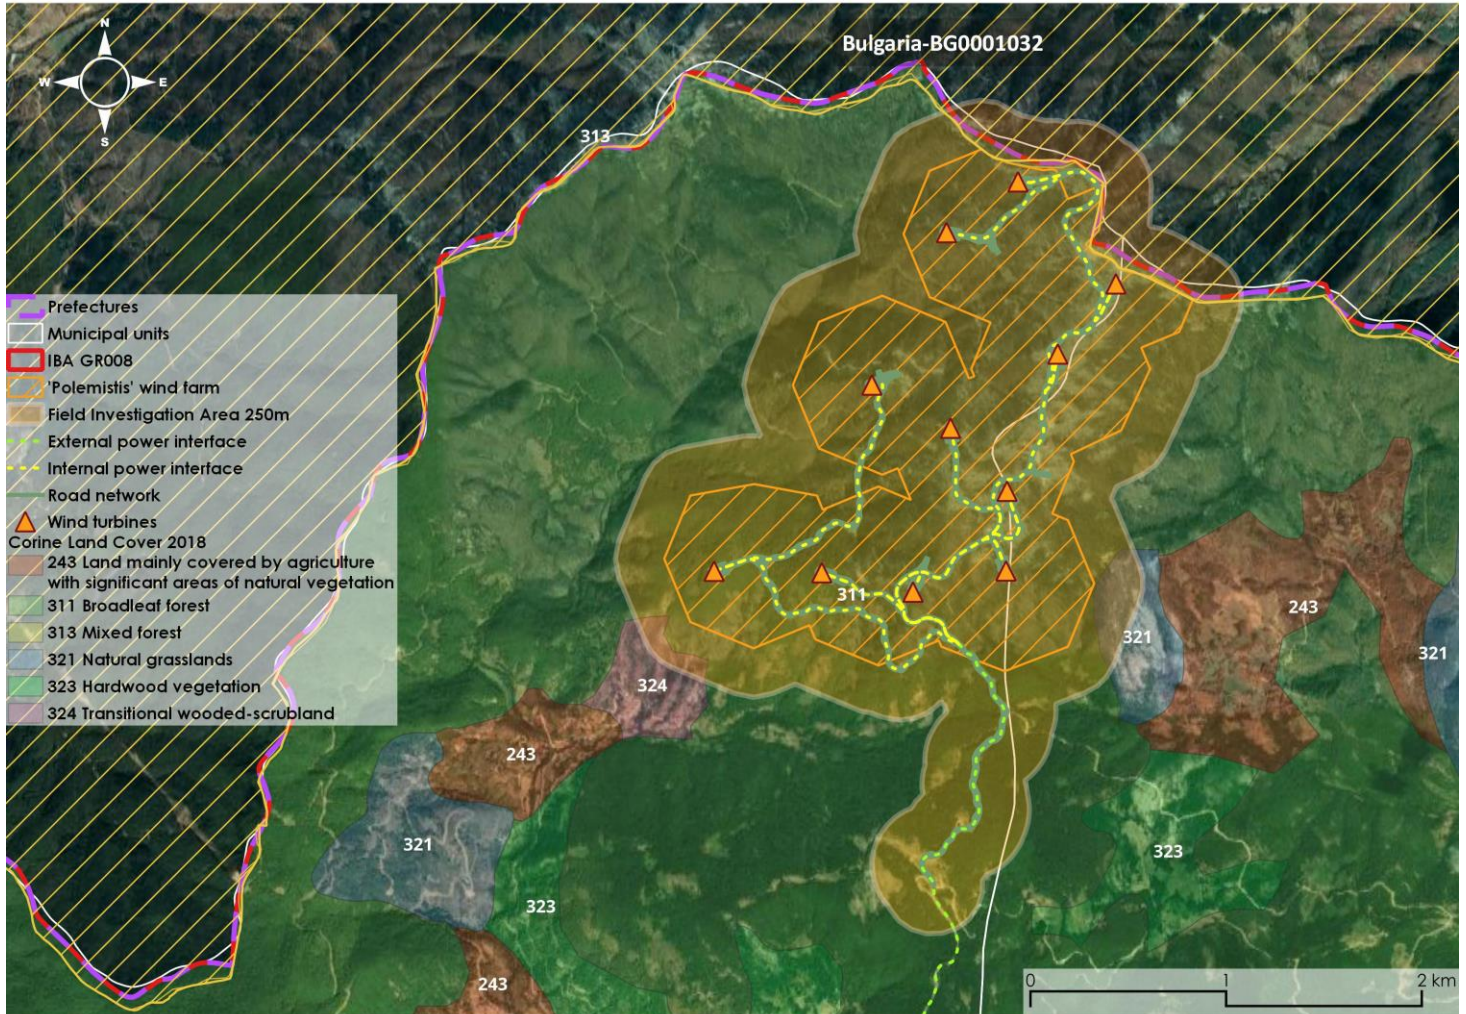 Bulgaria-BG0001032
N
W
E
S
313
Prefectures
Municipal units
IBA GR008
'Polemistis' wind farm
Field Investigation Area 250m
External power interface
Internal power interface
Road network
Wind turbines
Corine Land Cover 2018
243 Land mainly covered by agriculture
with significant areas of natural vegetation
311 Broadleaf forest
313 Mixed forest
321 Natural grasslands
323 Hardwood vegetation
324 Transitional wooded-scrubland
311
243
321
321
324
243
321
323
323
243
0 1 2 km